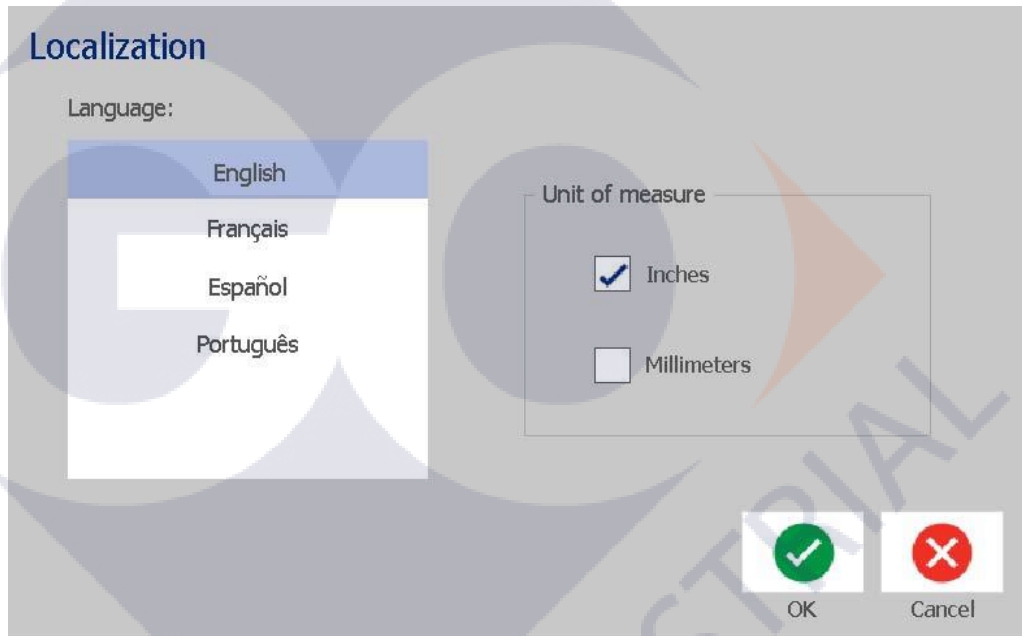 Localization
Language:
English
Français
Español
Português
Unit of measure
Inches
Millimeters
OK
Cancel